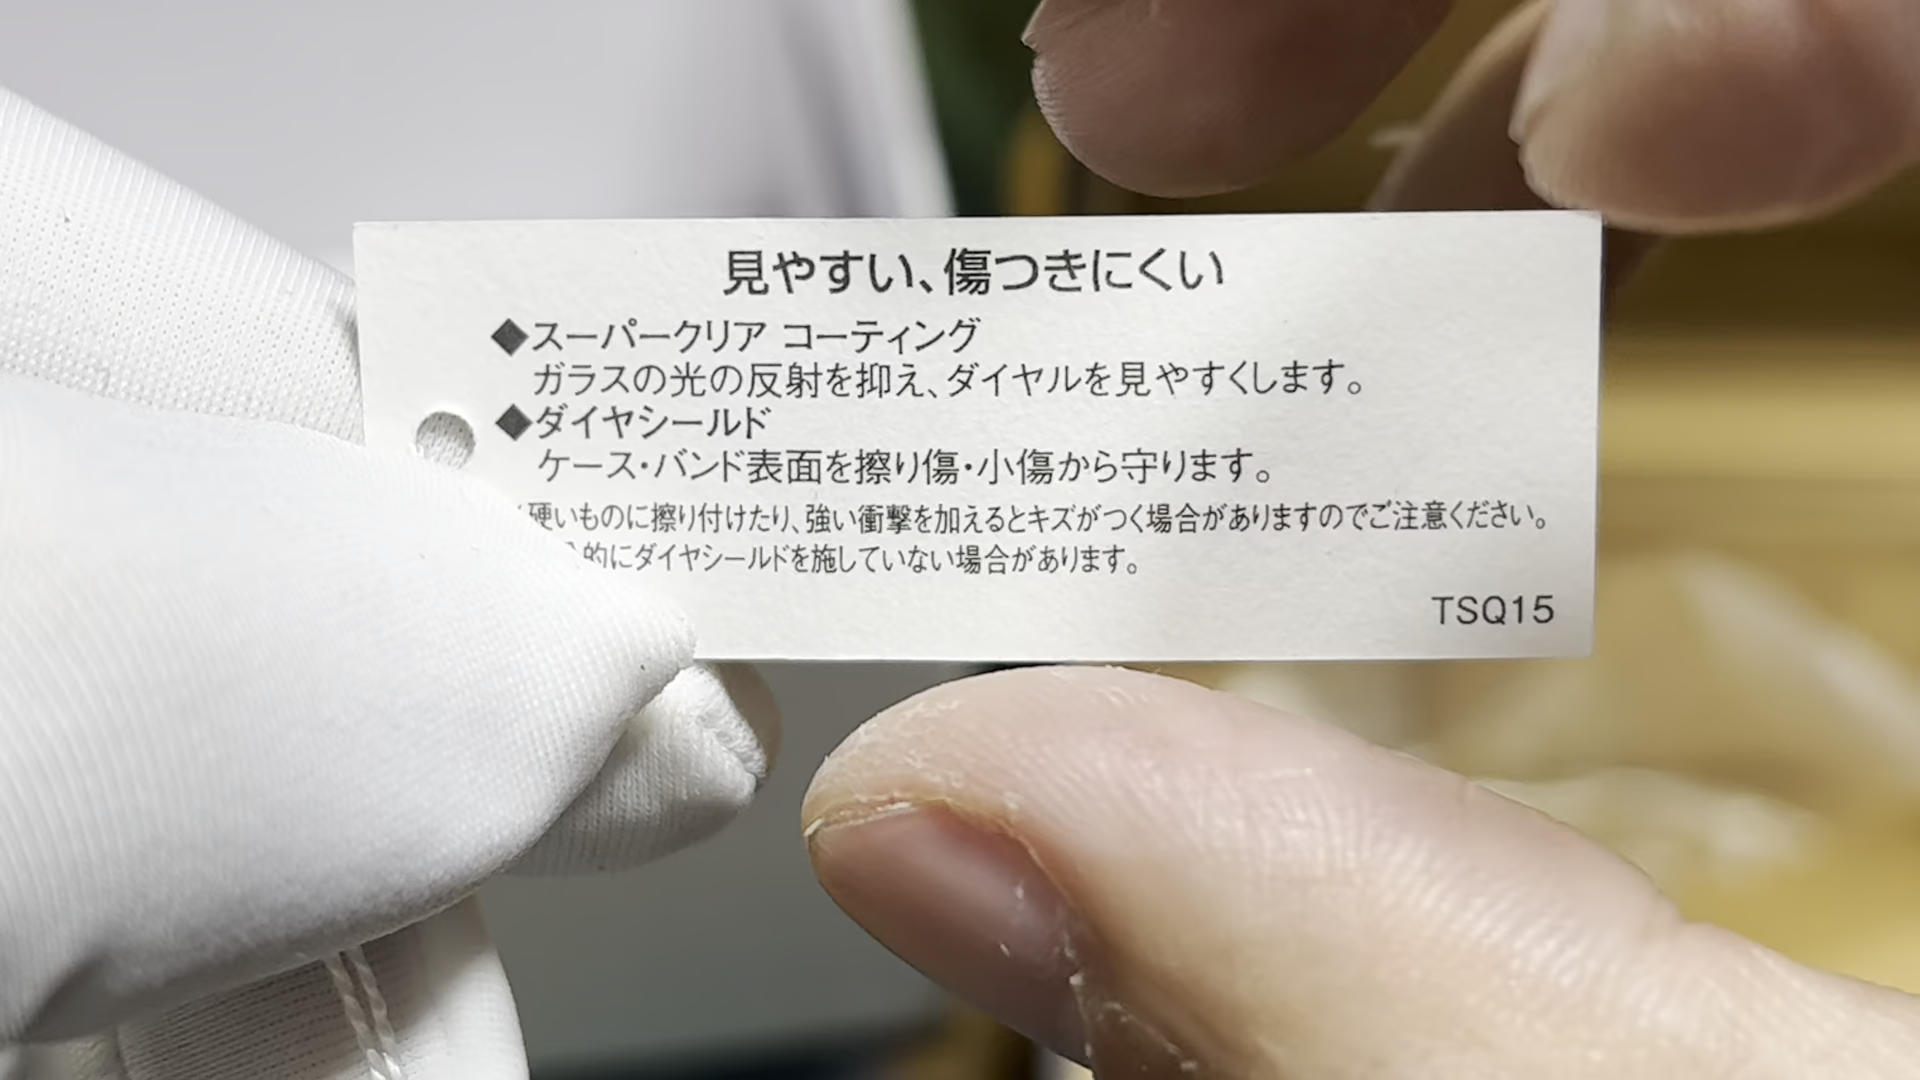 見やすい、傷つきにくい
◆スーパークリア コーティング
ガラスの光の反射を抑え、ダイヤルを見やすくします。
◆ダイヤシールド
ケース・バンド表面を擦り傷・小傷から守ります。
硬いものに擦り付けたり、強い衝撃を加えるとキズがつく場合がありますのでご注意ください。
的にダイヤシールドを施していない場合があります。
TSQ15